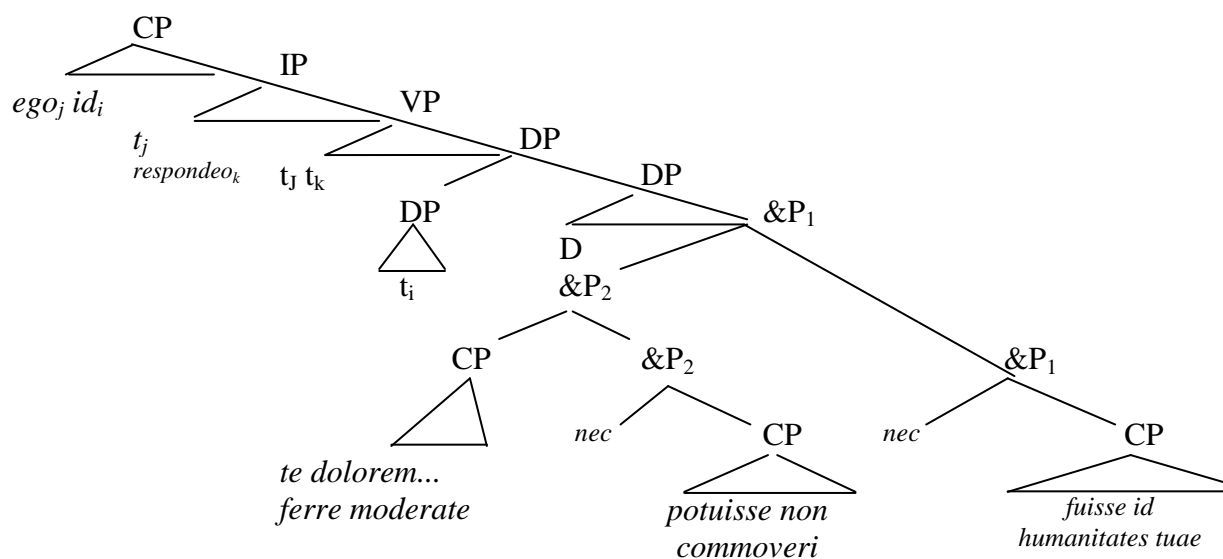 CP
IP
ego_j id_i
VP
t_j
respondeo_k
DP
t_J t_k
DP
DP
&P_1
D
t_i
&P_2
CP
&P_2
&P_1
nec
CP
nec
CP
te dolorem...
ferre moderate
potuisse non
commoveri
fuisse id
humanitates tuae